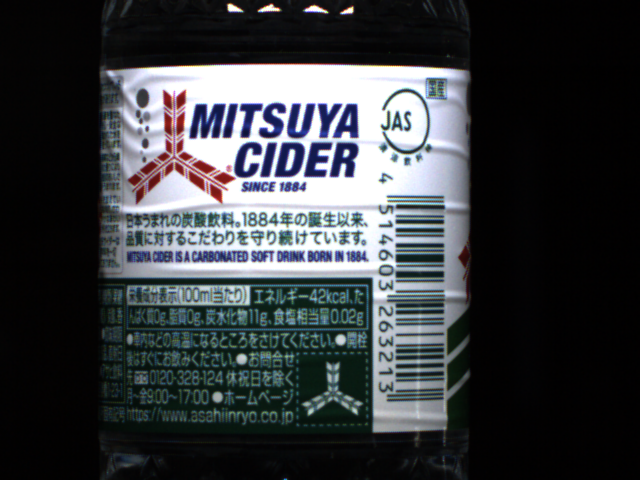 国産
JAS
MITSUYA
CIDER
®
SINCE 1884
日本うまれの炭酸飲料。1884年の誕生以来、
品質に対するこだわりを守り続けています。
MITSUYA CIDER IS A CARBONATED SOFT DRINK BORN IN 1884.
栄養成分表示(100ml当たり) エネルギー42kcal、た
んぱく質0g、脂質0g、炭水化物11g、食塩相当量0.02g
●車内などの高温になるところをさけてください。●開栓
後はすぐにお飲みください。●お問合せ
先 0120-328-124 休祝日を除く
月～金9:00～17:00 ●ホームページ
https://www.asahiinryo.co.jp
4 514603 263213